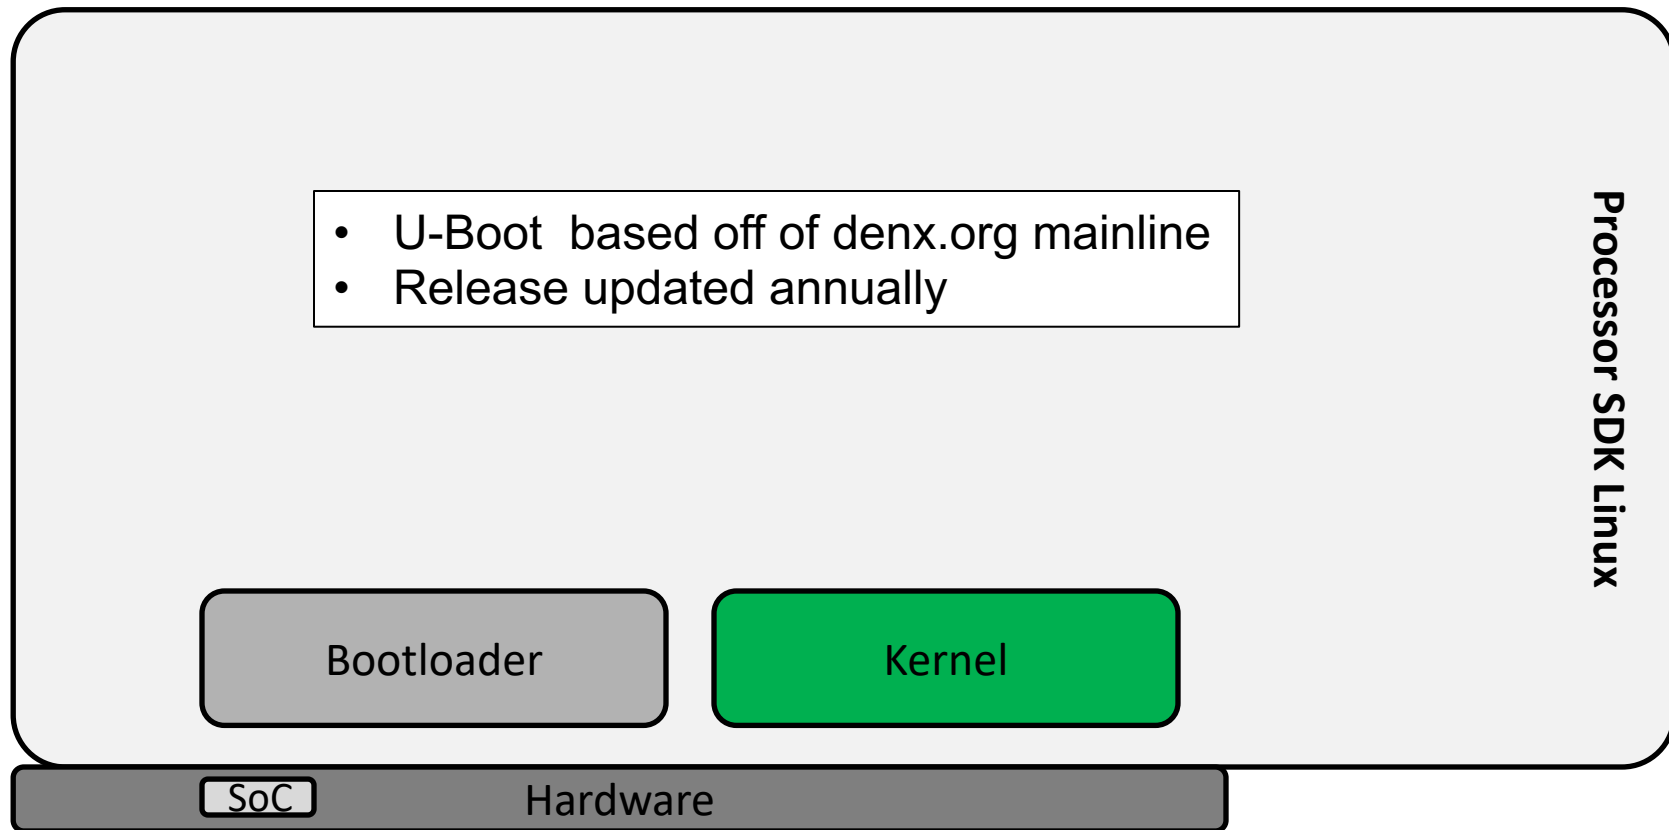 • U-Boot  based off of denx.org mainline
• Release updated annually
Processor SDK Linux
Bootloader
Kernel
SoC
Hardware